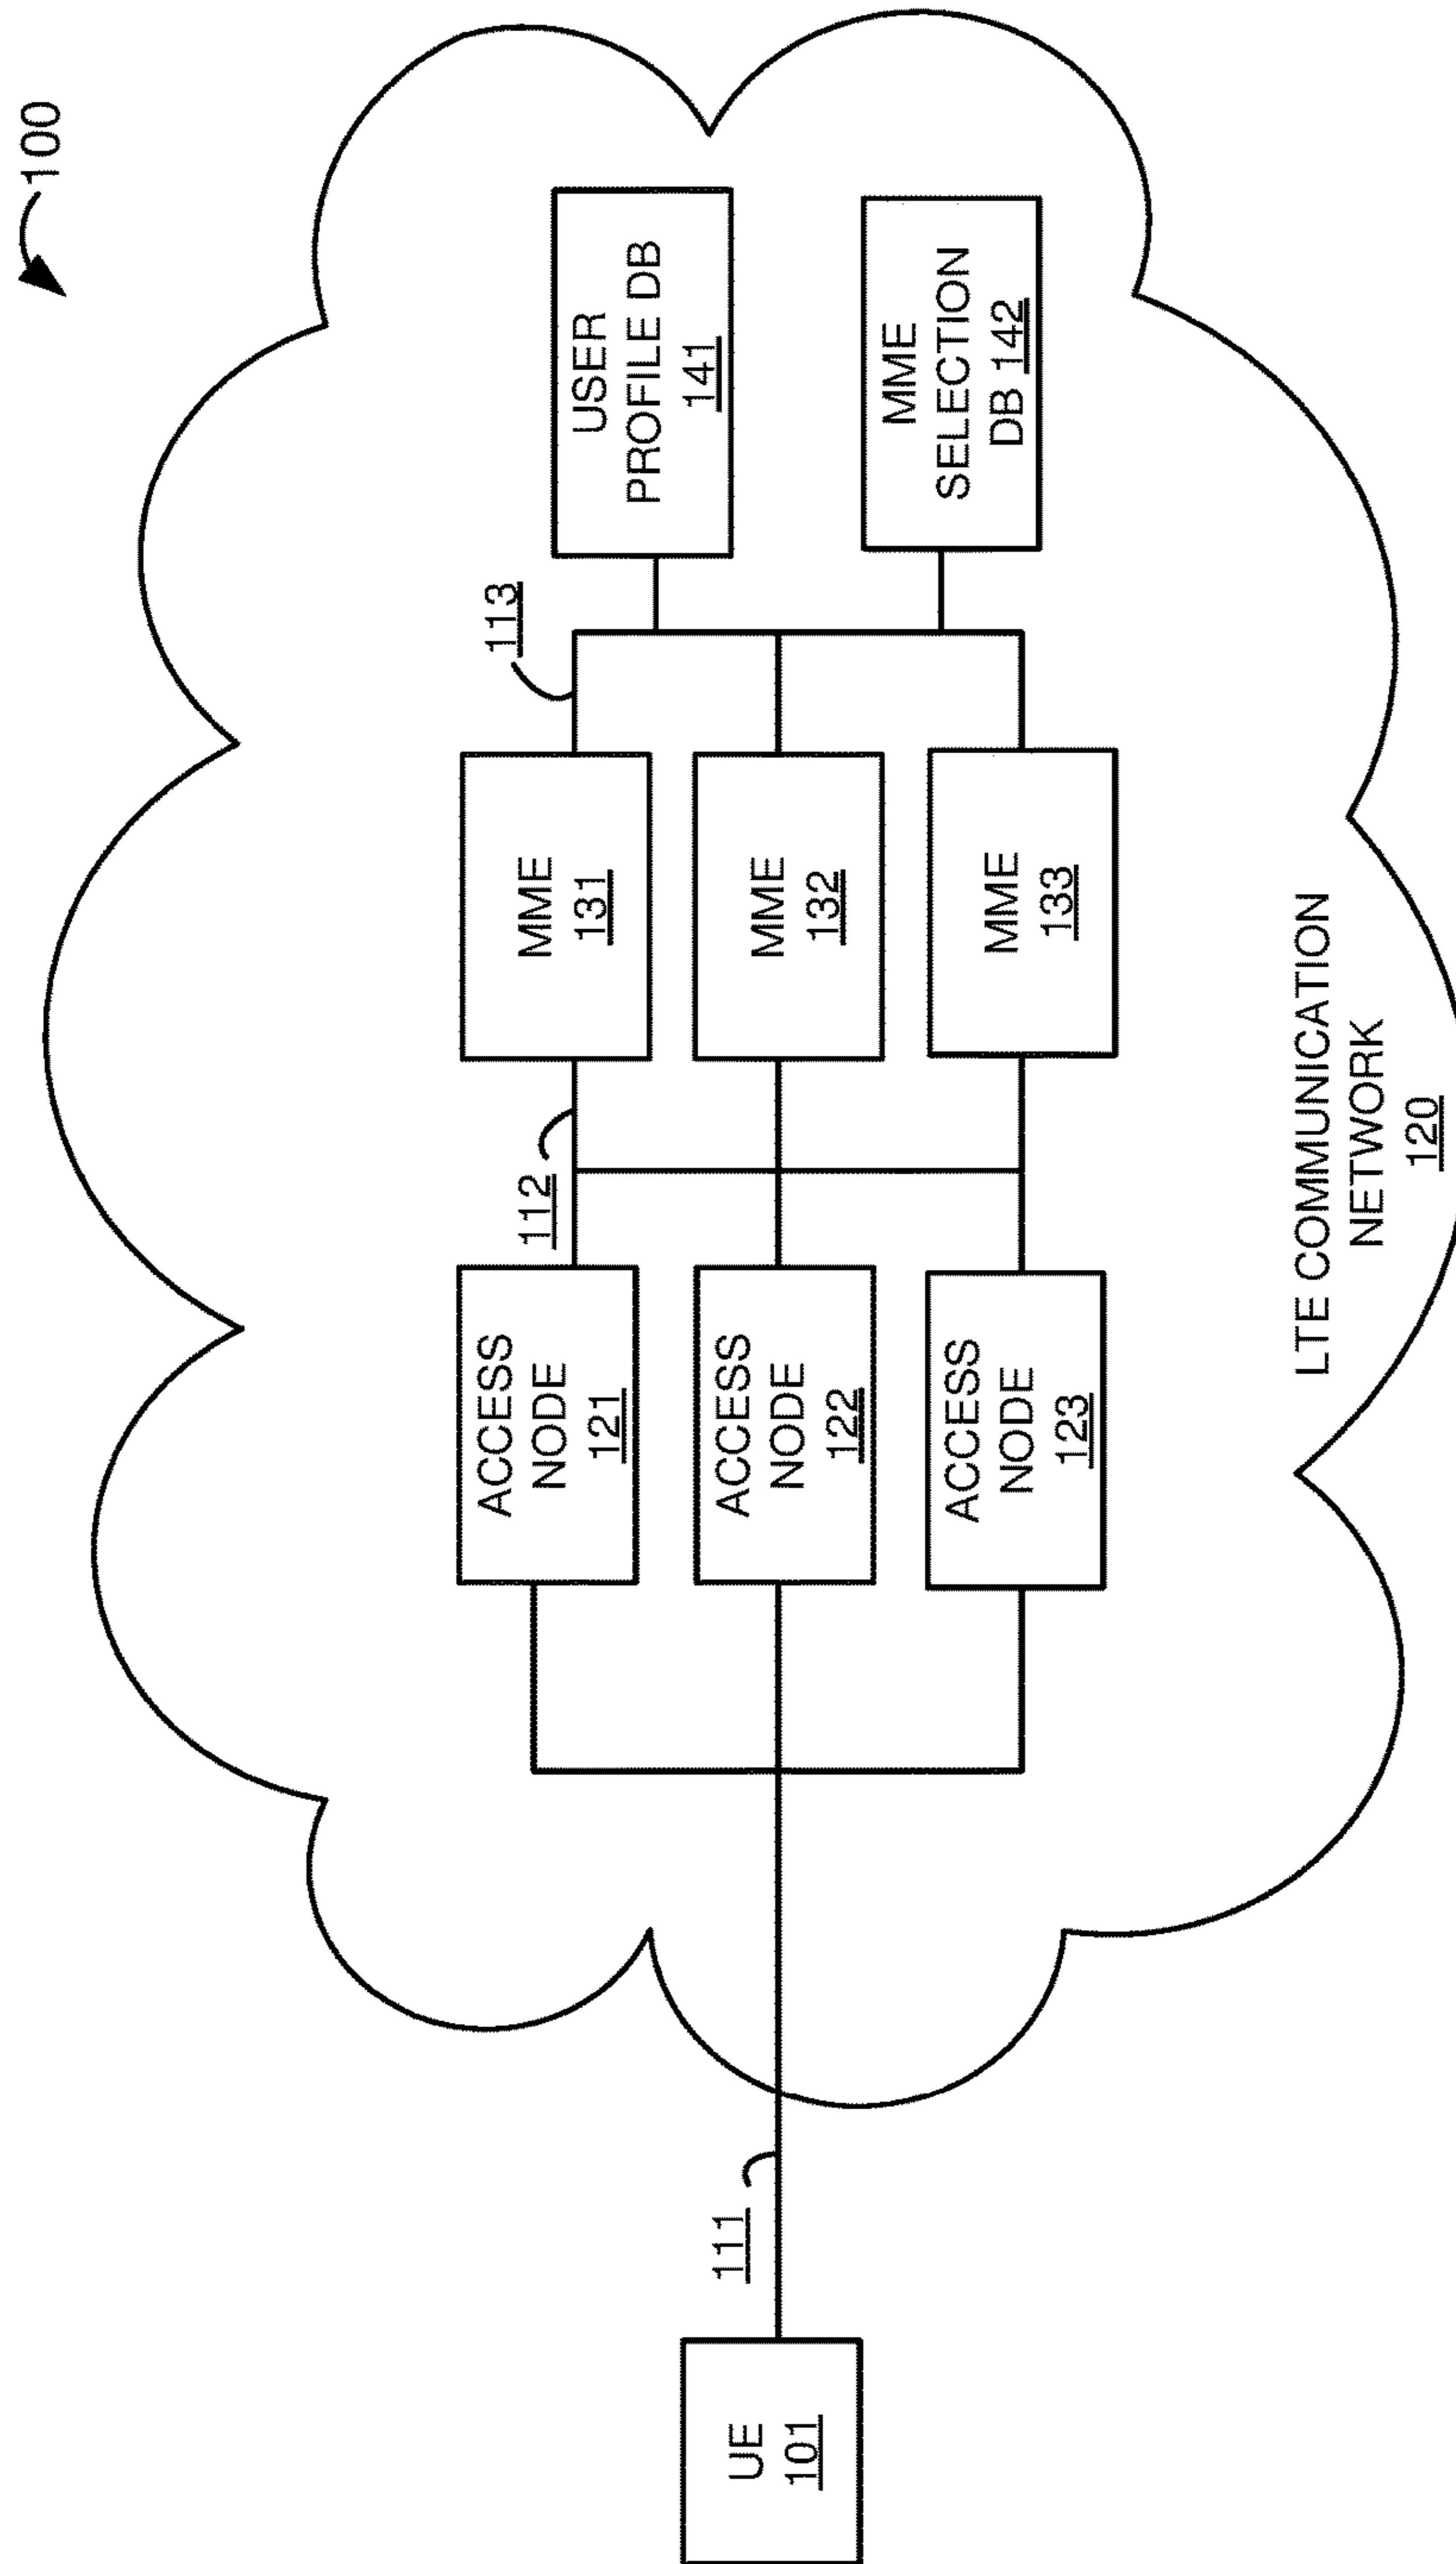 100
UE
101
111
ACCESS
NODE
121
ACCESS
NODE
122
ACCESS
NODE
123
112
MME
131
MME
132
MME
133
113
USER
PROFILE DB
141
MME
SELECTION
DB 142
LTE COMMUNICATION
NETWORK
120